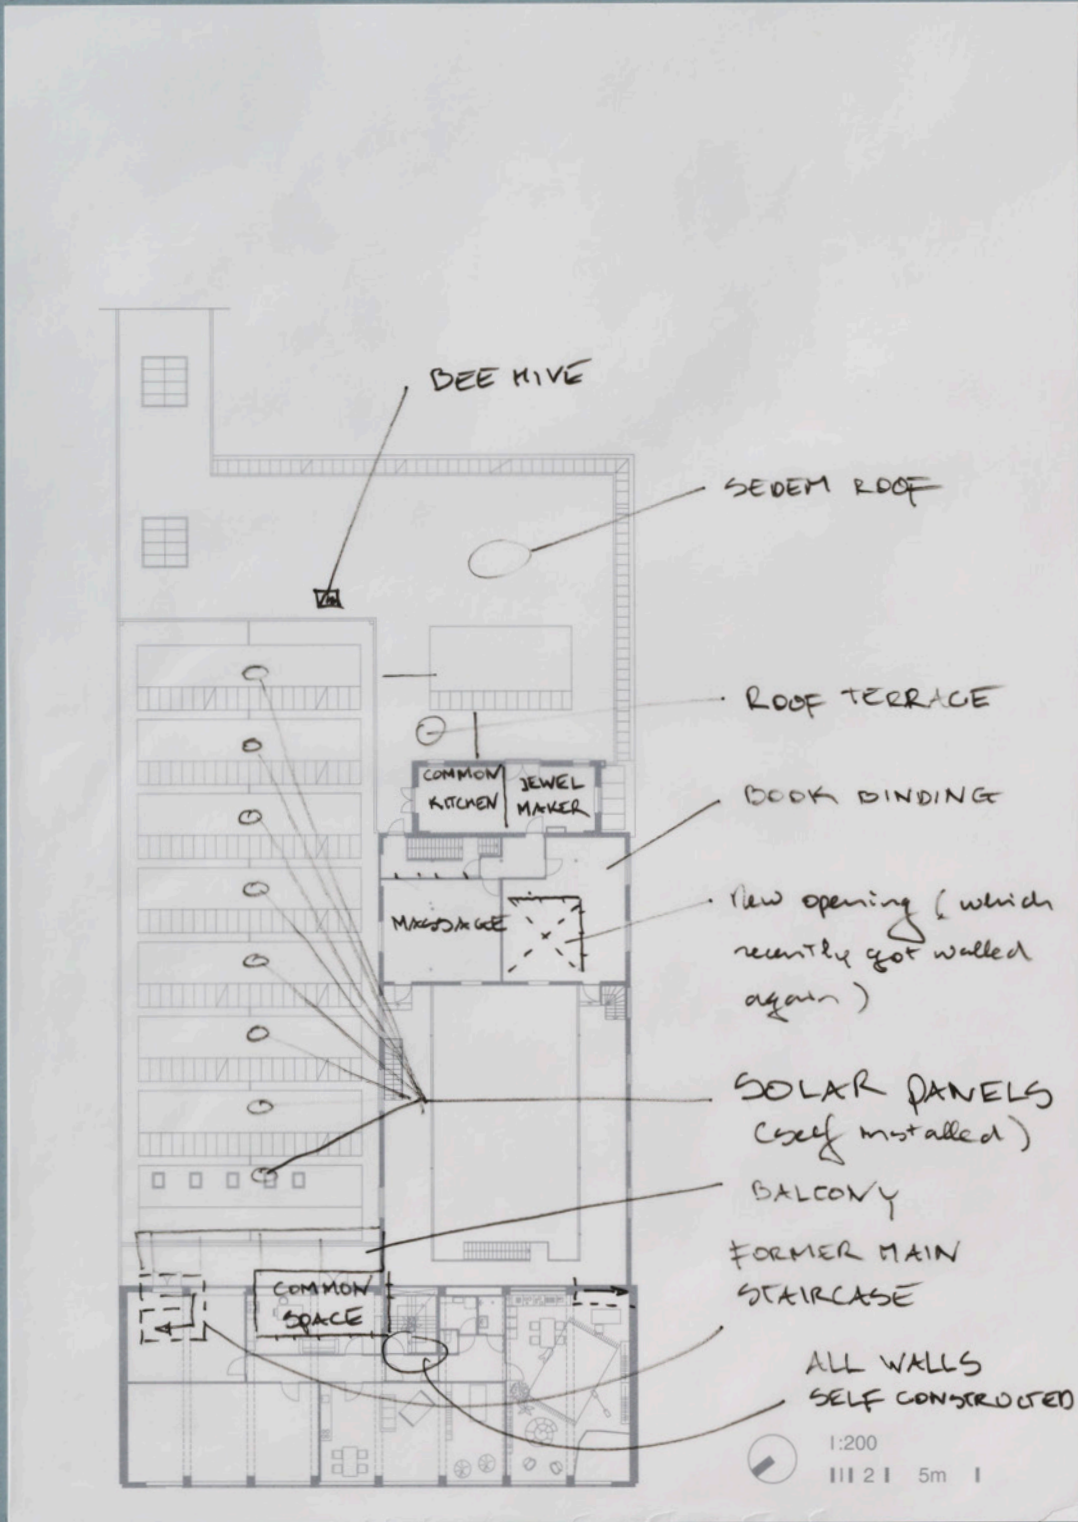 BEE HIVE
SEDEM ROOF
ROOF TERRACE
COMMON
KITCHEN
JEWEL
MAKER
BOOK BINDING
MASSAGE
New opening (which
recently got walled
again)
SOLAR PANELS
(self installed)
BALCONY
FORMER MAIN
STAIRCASE
COMMON
SPACE
ALL WALLS
SELF CONSTRUCTED
1:200
2 5m